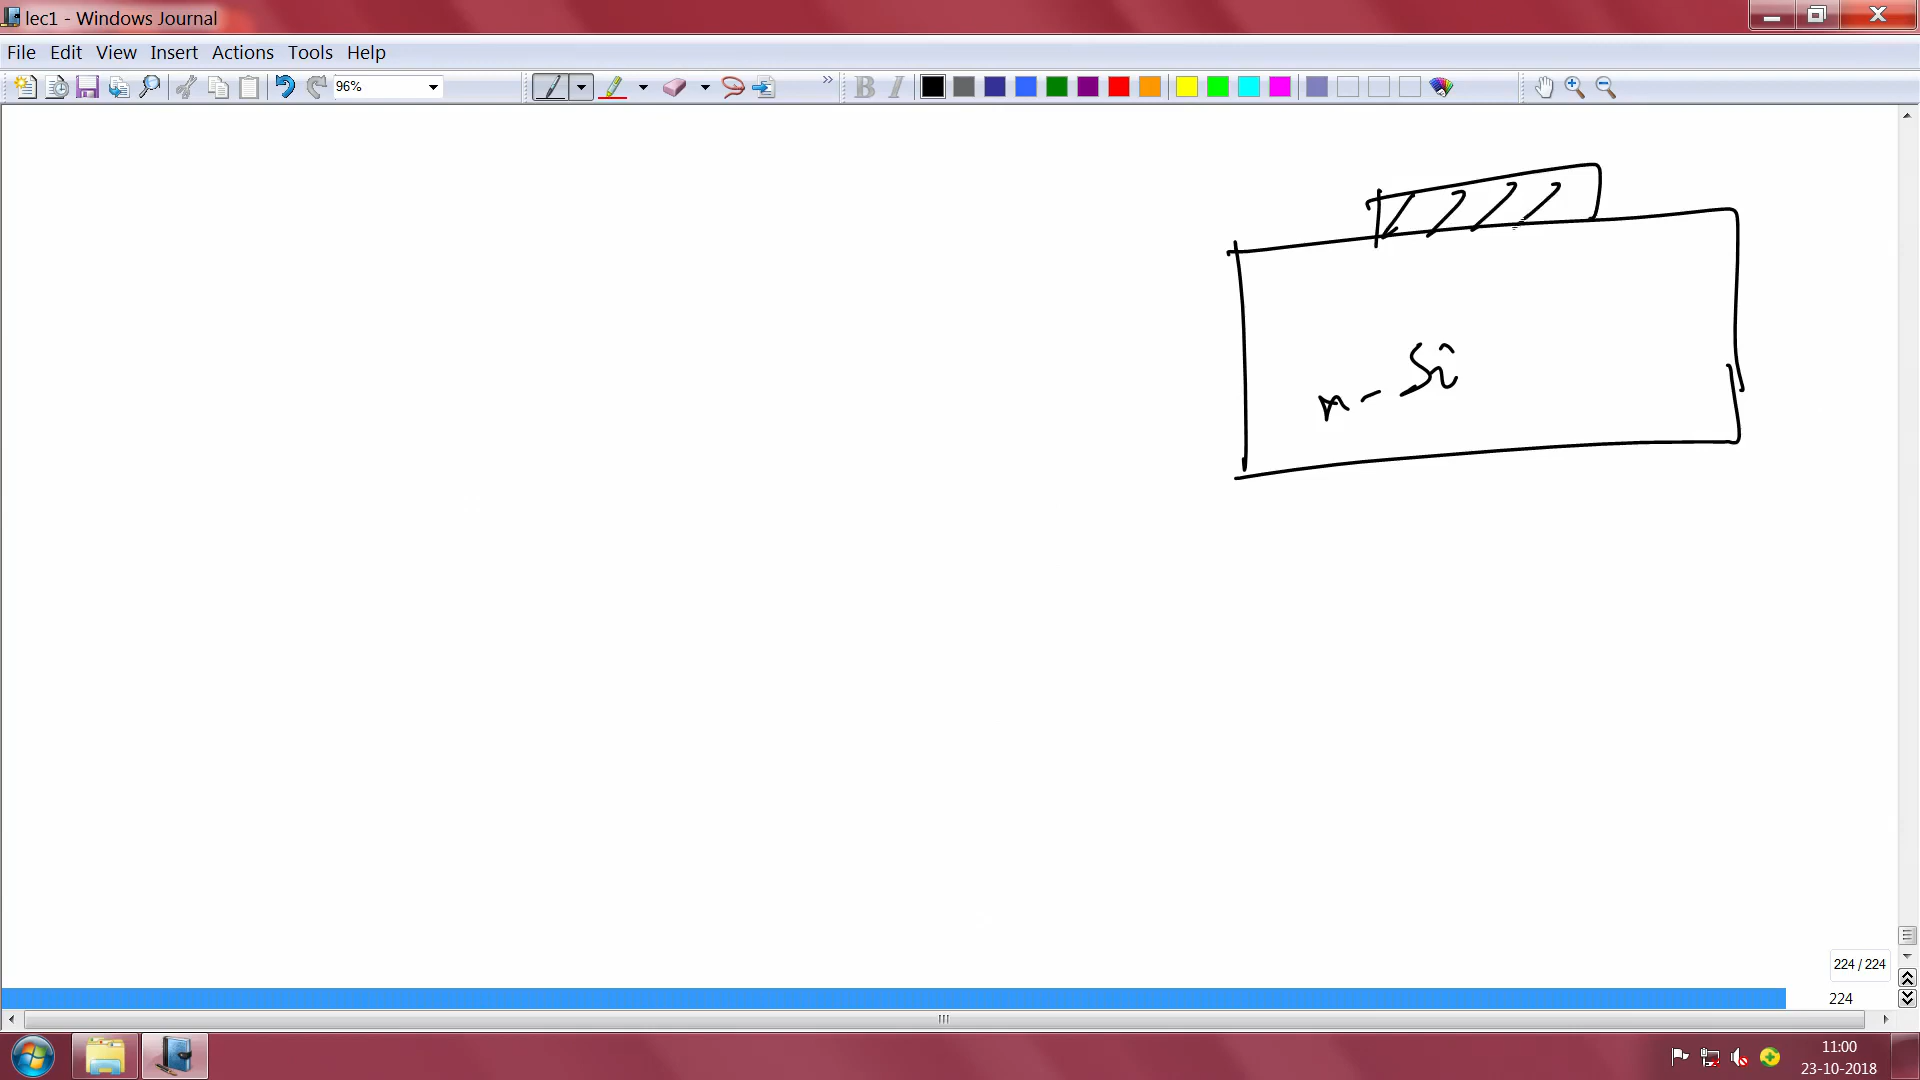 lec1 - Windows Journal
File Edit View Insert Actions Tools Help
96%
B I
n - Si
224 / 224
224
11:00
23-10-2018